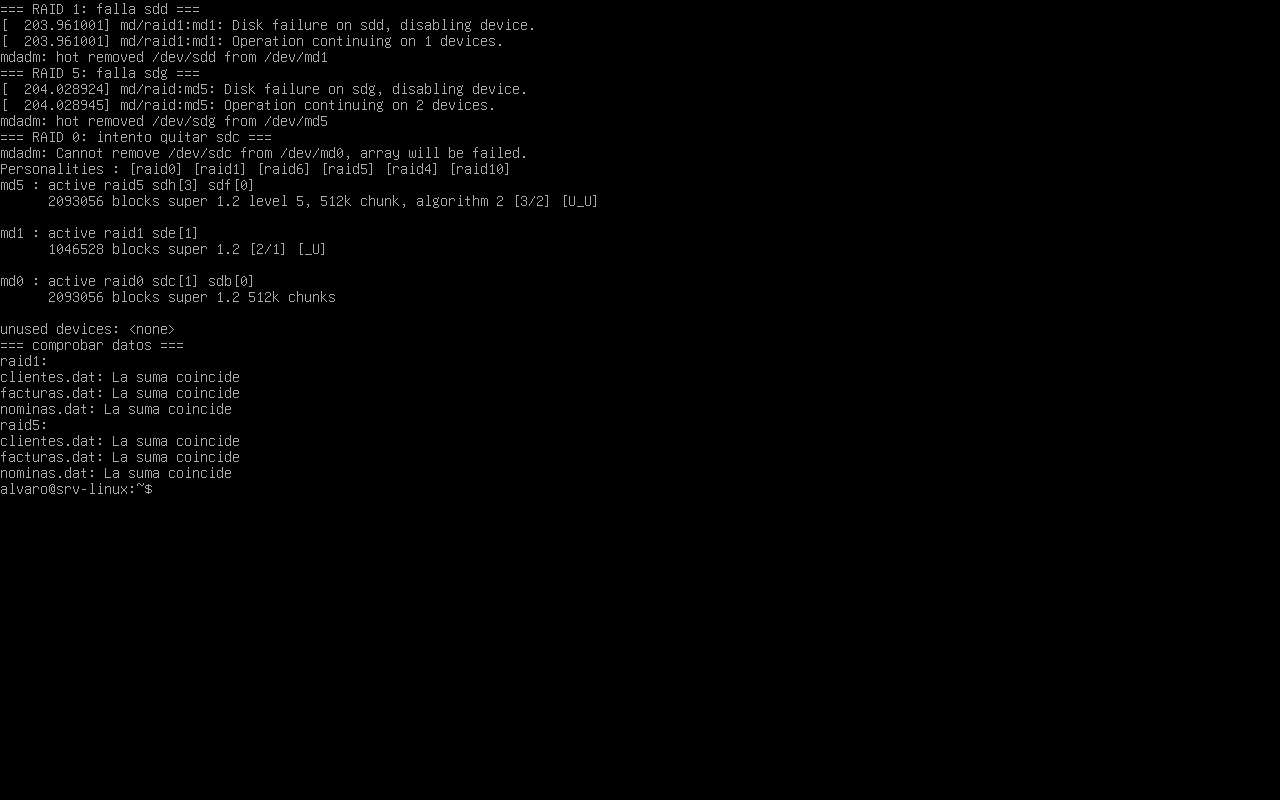 === RAID 1: falla sdd ===
[  203.961001] md/raid1:md1: Disk failure on sdd, disabling device.
[  203.961001] md/raid1:md1: Operation continuing on 1 devices.
mdadm: hot removed /dev/sdd from /dev/md1
=== RAID 5: falla sdg ===
[  204.028924] md/raid:md5: Disk failure on sdg, disabling device.
[  204.028945] md/raid:md5: Operation continuing on 2 devices.
mdadm: hot removed /dev/sdg from /dev/md5
=== RAID 0: intento quitar sdc ===
mdadm: Cannot remove /dev/sdc from /dev/md0, array will be failed.
Personalities : [raid0] [raid1] [raid6] [raid5] [raid4] [raid10]
md5 : active raid5 sdh[3] sdf[0]
      2093056 blocks super 1.2 level 5, 512k chunk, algorithm 2 [3/2] [U_U]

md1 : active raid1 sde[1]
      1046528 blocks super 1.2 [2/1] [_U]

md0 : active raid0 sdc[1] sdb[0]
      2093056 blocks super 1.2 512k chunks

unused devices: <none>
=== comprobar datos ===
raid1:
clientes.dat: La suma coincide
facturas.dat: La suma coincide
nominas.dat: La suma coincide
raid5:
clientes.dat: La suma coincide
facturas.dat: La suma coincide
nominas.dat: La suma coincide
alvaro@srv-linux:~$